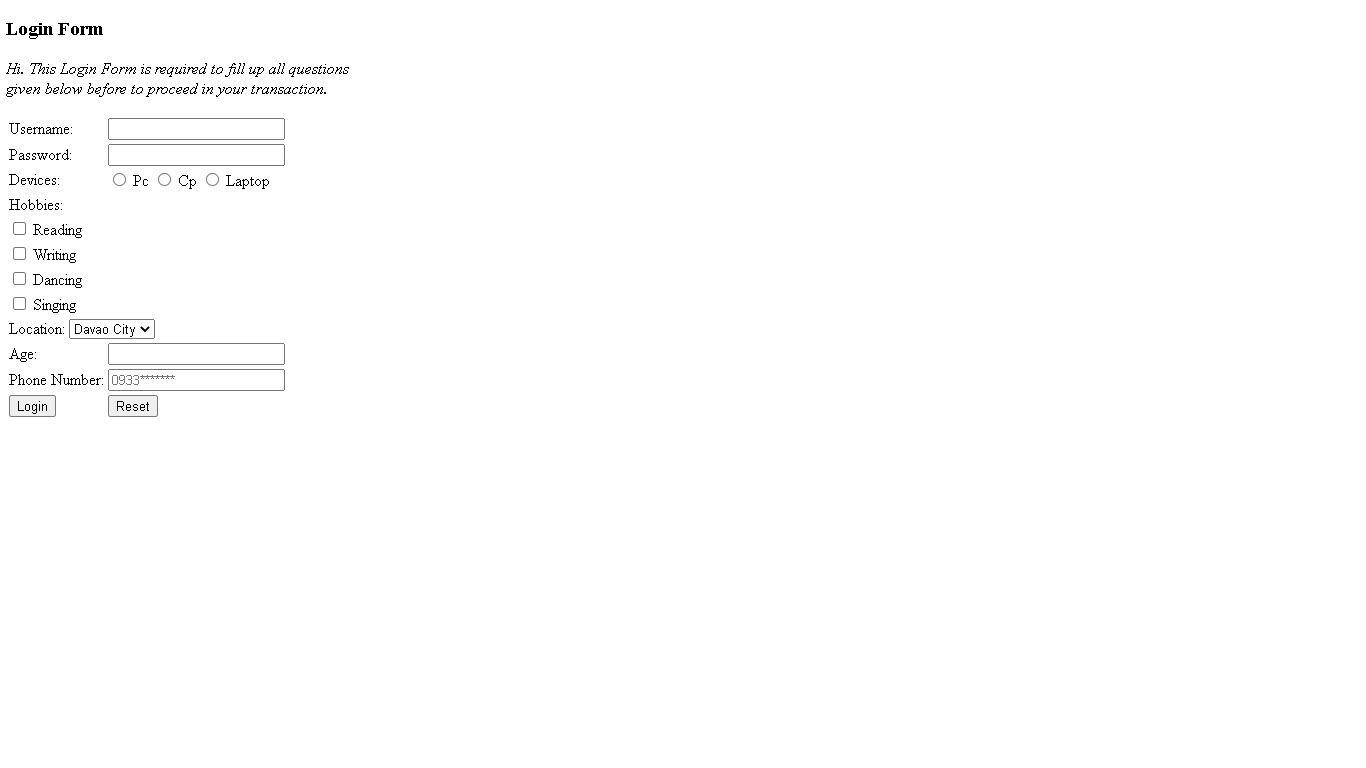 Login Form
Hi. This Login Form is required to fill up all questions
given below before to proceed in your transaction.
Username:
Password:
Devices: Pc Cp Laptop
Hobbies:
Reading
Writing
Dancing
Singing
Location: Davao City
Age:
Phone Number: 0933*******
Login Reset